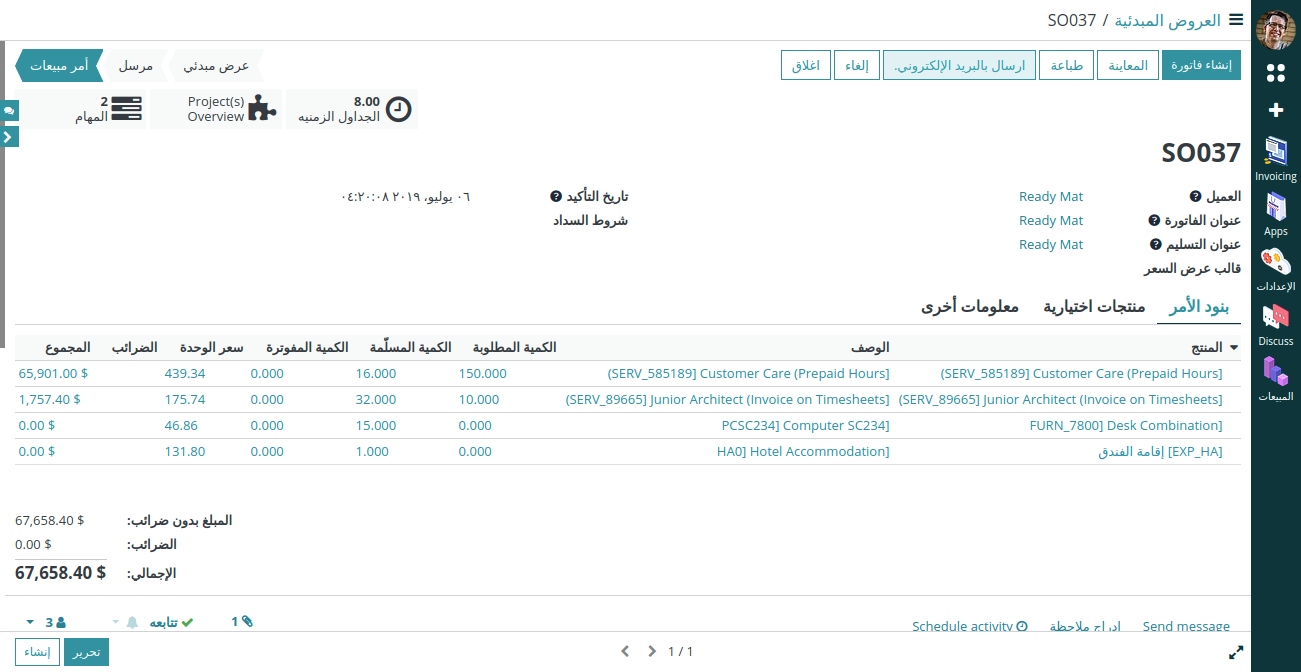 العروض المبدئية / SO037
إنشاء فاتورة
المعاينة
طباعة
ارسال بالبريد الإلكتروني.
إلغاء
اغلاق
عرض مبدئي
مرسل
أمر مبيعات
8.00
الجداول الزمنيه
Project(s)
Overview
2
المهام
SO037
العميل
Ready Mat
عنوان الفاتورة
Ready Mat
عنوان التسليم
Ready Mat
قالب عرض السعر
تاريخ التأكيد
٠٦ يوليو، ٢٠١٩ ٠٤:٢٠:٠٨
شروط السداد
بنود الأمر
منتجات اختيارية
معلومات أخرى
المنتج الوصف الكمية المطلوبة الكمية المسلّمة الكمية المفوترة سعر الوحدة الضرائب المجموع
(SERV_585189] Customer Care (Prepaid Hours] (SERV_585189] Customer Care (Prepaid Hours] 150.000 16.000 0.000 439.34 65,901.00 $
(SERV_89665] Junior Architect (Invoice on Timesheets] (SERV_89665] Junior Architect (Invoice on Timesheets] 10.000 32.000 0.000 175.74 1,757.40 $
FURN_7800] Desk Combination] PCSC234] Computer SC234] 0.000 15.000 0.000 46.86 0.00 $
[EXP_HA] إقامة الفندق HA0] Hotel Accommodation] 0.000 1.000 0.000 131.80 0.00 $
المبلغ بدون ضرائب: 67,658.40 $
الضرائب: 0.00 $
الإجمالي: 67,658.40 $
Send message
ادراج ملاحظة
Schedule activity
1
تتابعه
3
1 / 1
تحرير
إنشاء
Invoicing
Apps
الإعدادات
Discuss
المبيعات